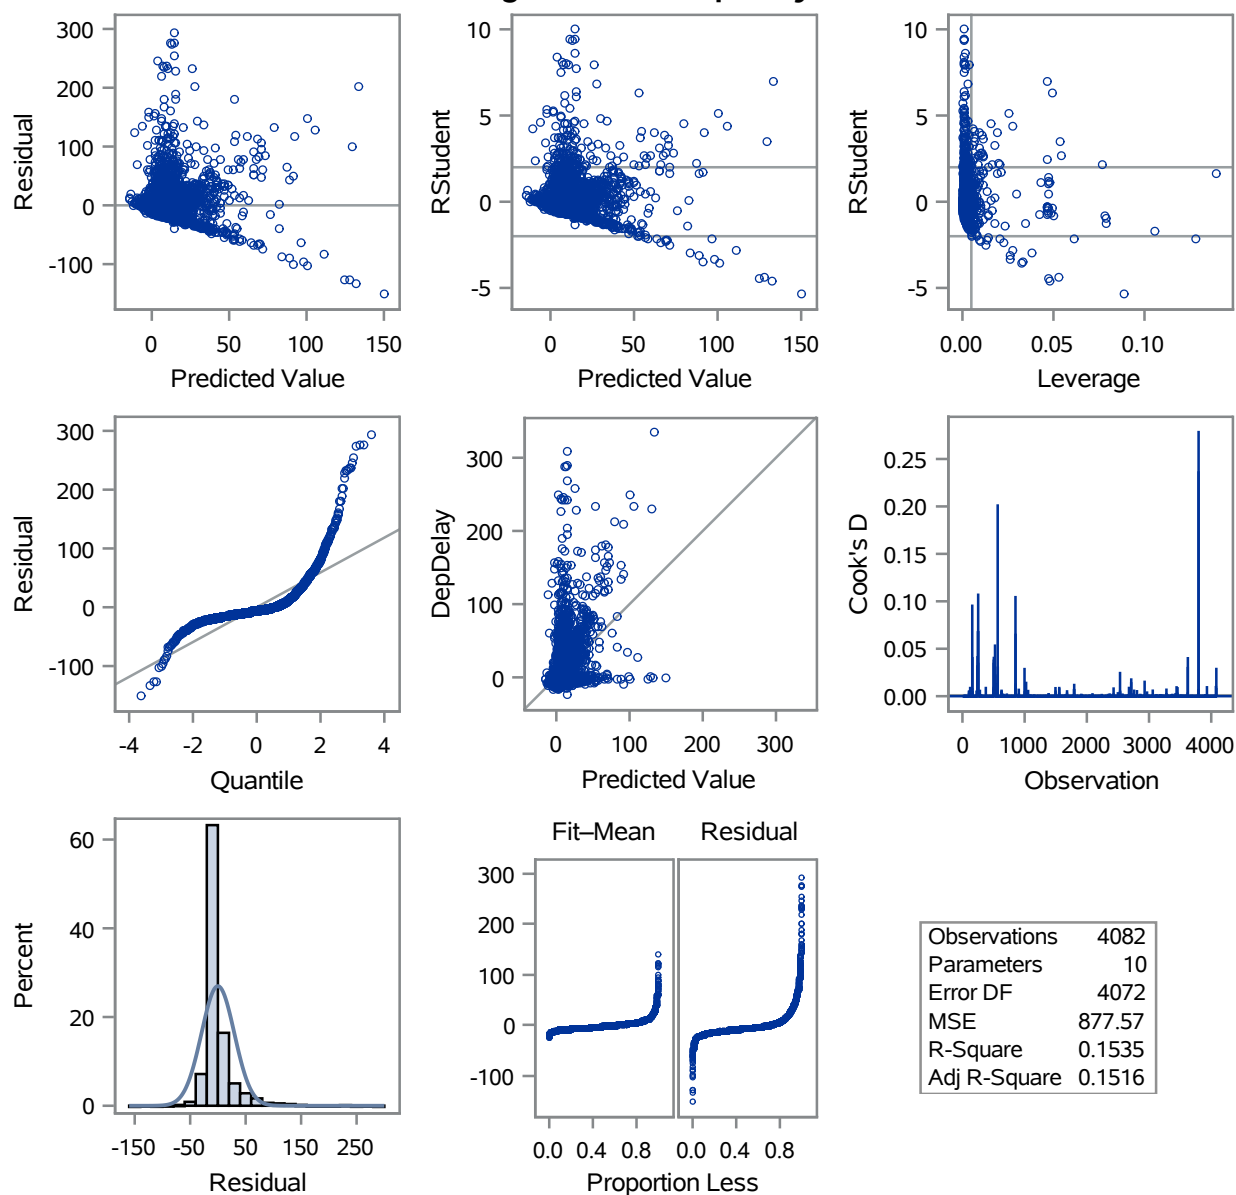 300
200
100
0
-100
Residual
0 50 100 150
Predicted Value
10
5
0
-5
RStudent
0 50 100 150
Predicted Value
10
5
0
-5
RStudent
0.00 0.05 0.10
Leverage
300
200
100
0
-100
Residual
-4 -2 0 2 4
Quantile
300
200
100
0
DepDelay
0 100 200 300
Predicted Value
0.25
0.20
0.15
0.10
0.05
0.00
Cook's D
0 1000 2000 3000 4000
Observation
60
40
20
0
Percent
-150 -50 50 150 250
Residual
Fit–Mean Residual
300
200
100
0
-100
0.0 0.4 0.8 0.0 0.4 0.8
Proportion Less
Observations 4082
Parameters 10
Error DF 4072
MSE 877.57
R-Square 0.1535
Adj R-Square 0.1516